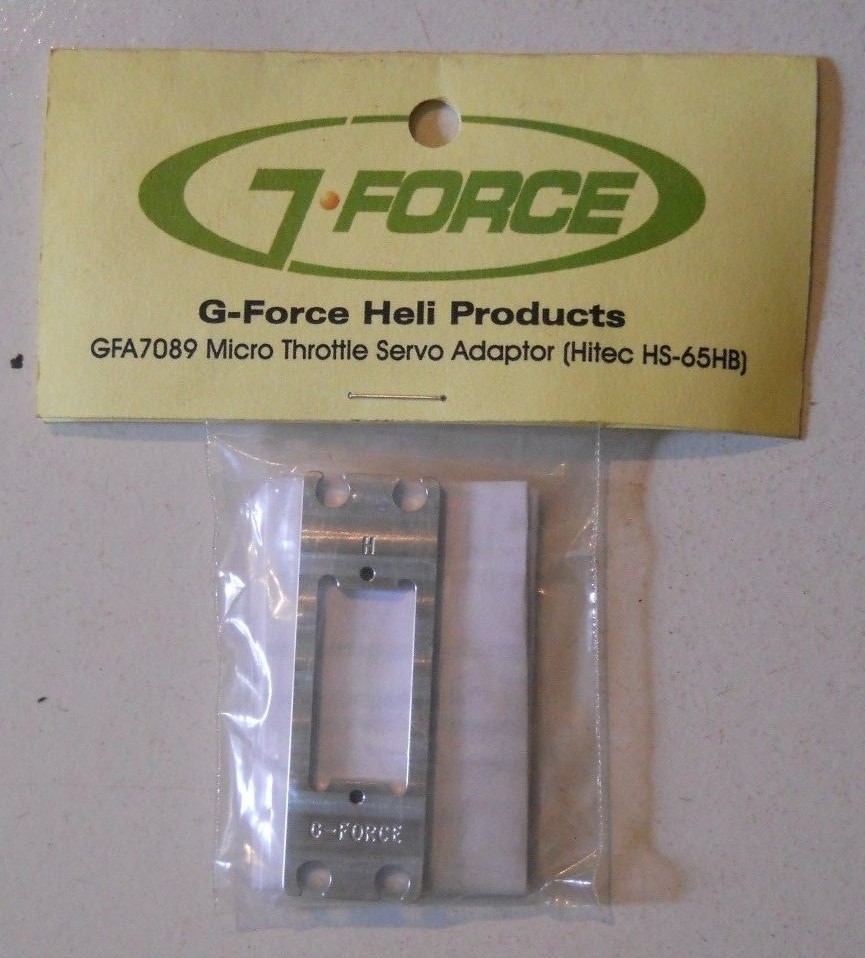 G-FORCE
G-Force Heli Products
GFA7089 Micro Throttle Servo Adaptor (Hitec HS-65HB)
H
G-FORCE